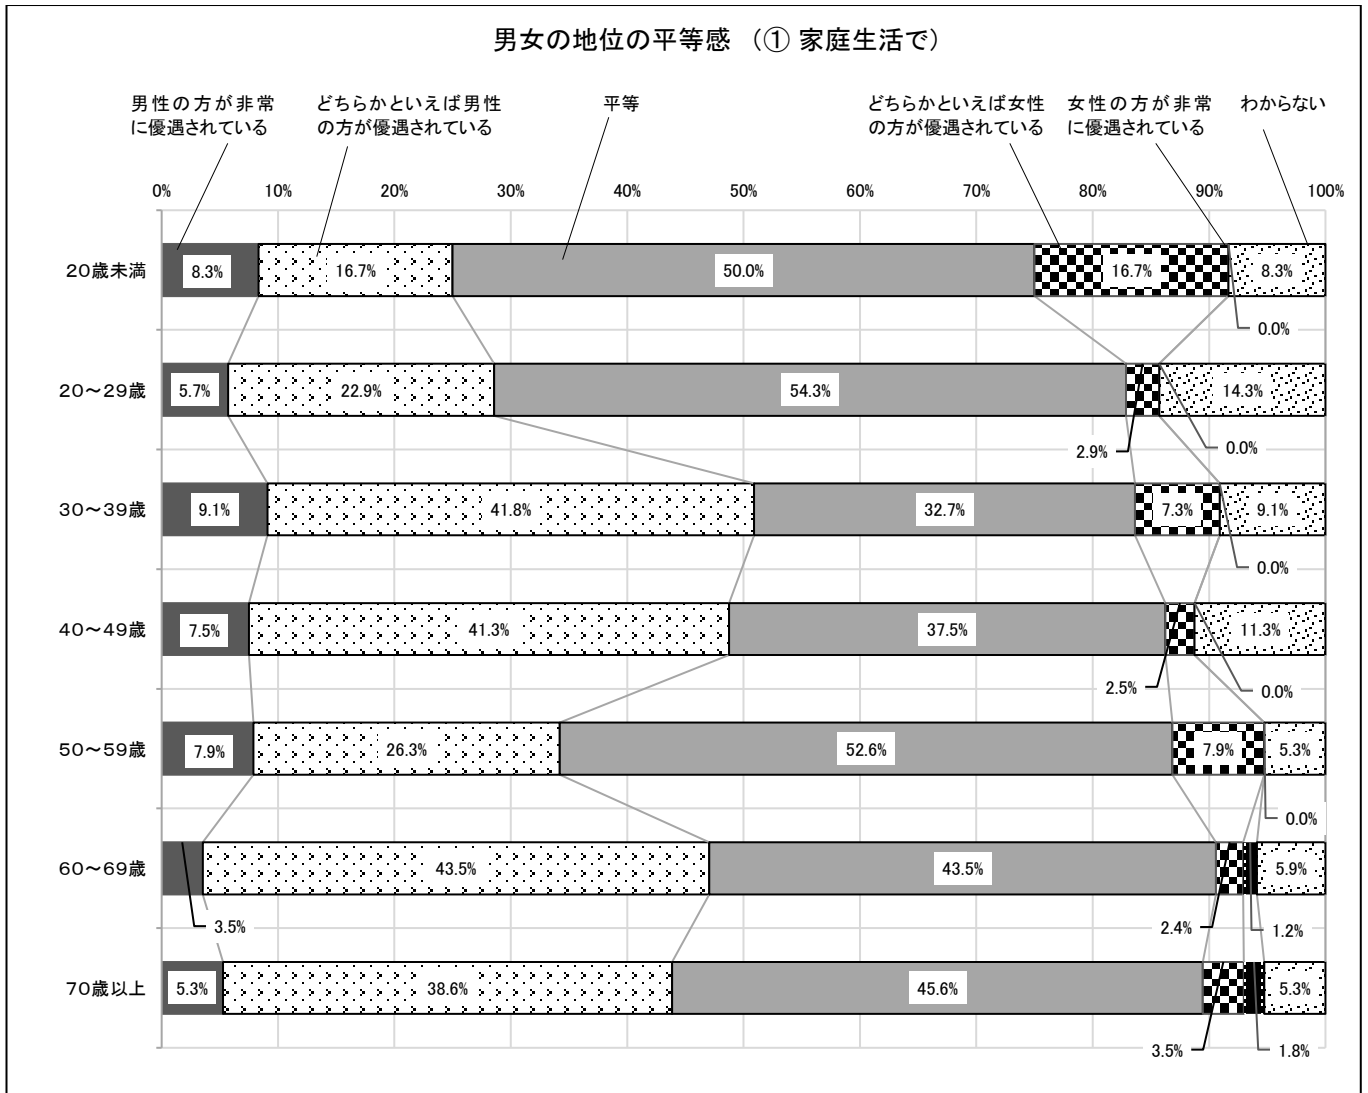 男女の地位の平等感 （① 家庭生活で）
男性の方が非常
に優遇されている
どちらかといえば男性
の方が優遇されている
平等
どちらかといえば女性
の方が優遇されている
女性の方が非常
に優遇されている
わからない
0% 10% 20% 30% 40% 50% 60% 70% 80% 90% 100%
20歳未満 8.3% 16.7% 50.0% 16.7% 8.3%
0.0%
20～29歳 5.7% 22.9% 54.3% 14.3%
2.9% 0.0%
30～39歳 9.1% 41.8% 32.7% 7.3% 9.1%
0.0%
40～49歳 7.5% 41.3% 37.5% 11.3%
2.5% 0.0%
50～59歳 7.9% 26.3% 52.6% 7.9% 5.3%
0.0%
60～69歳 43.5% 43.5% 5.9%
3.5% 2.4% 1.2%
70歳以上 5.3% 38.6% 45.6% 5.3%
3.5% 1.8%